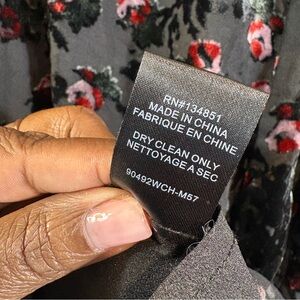 RN#134851
MADE IN CHINA
FABRIQUE EN CHINE
DRY CLEAN ONLY
NETTOYAGE A SEC
90492WCH-M57